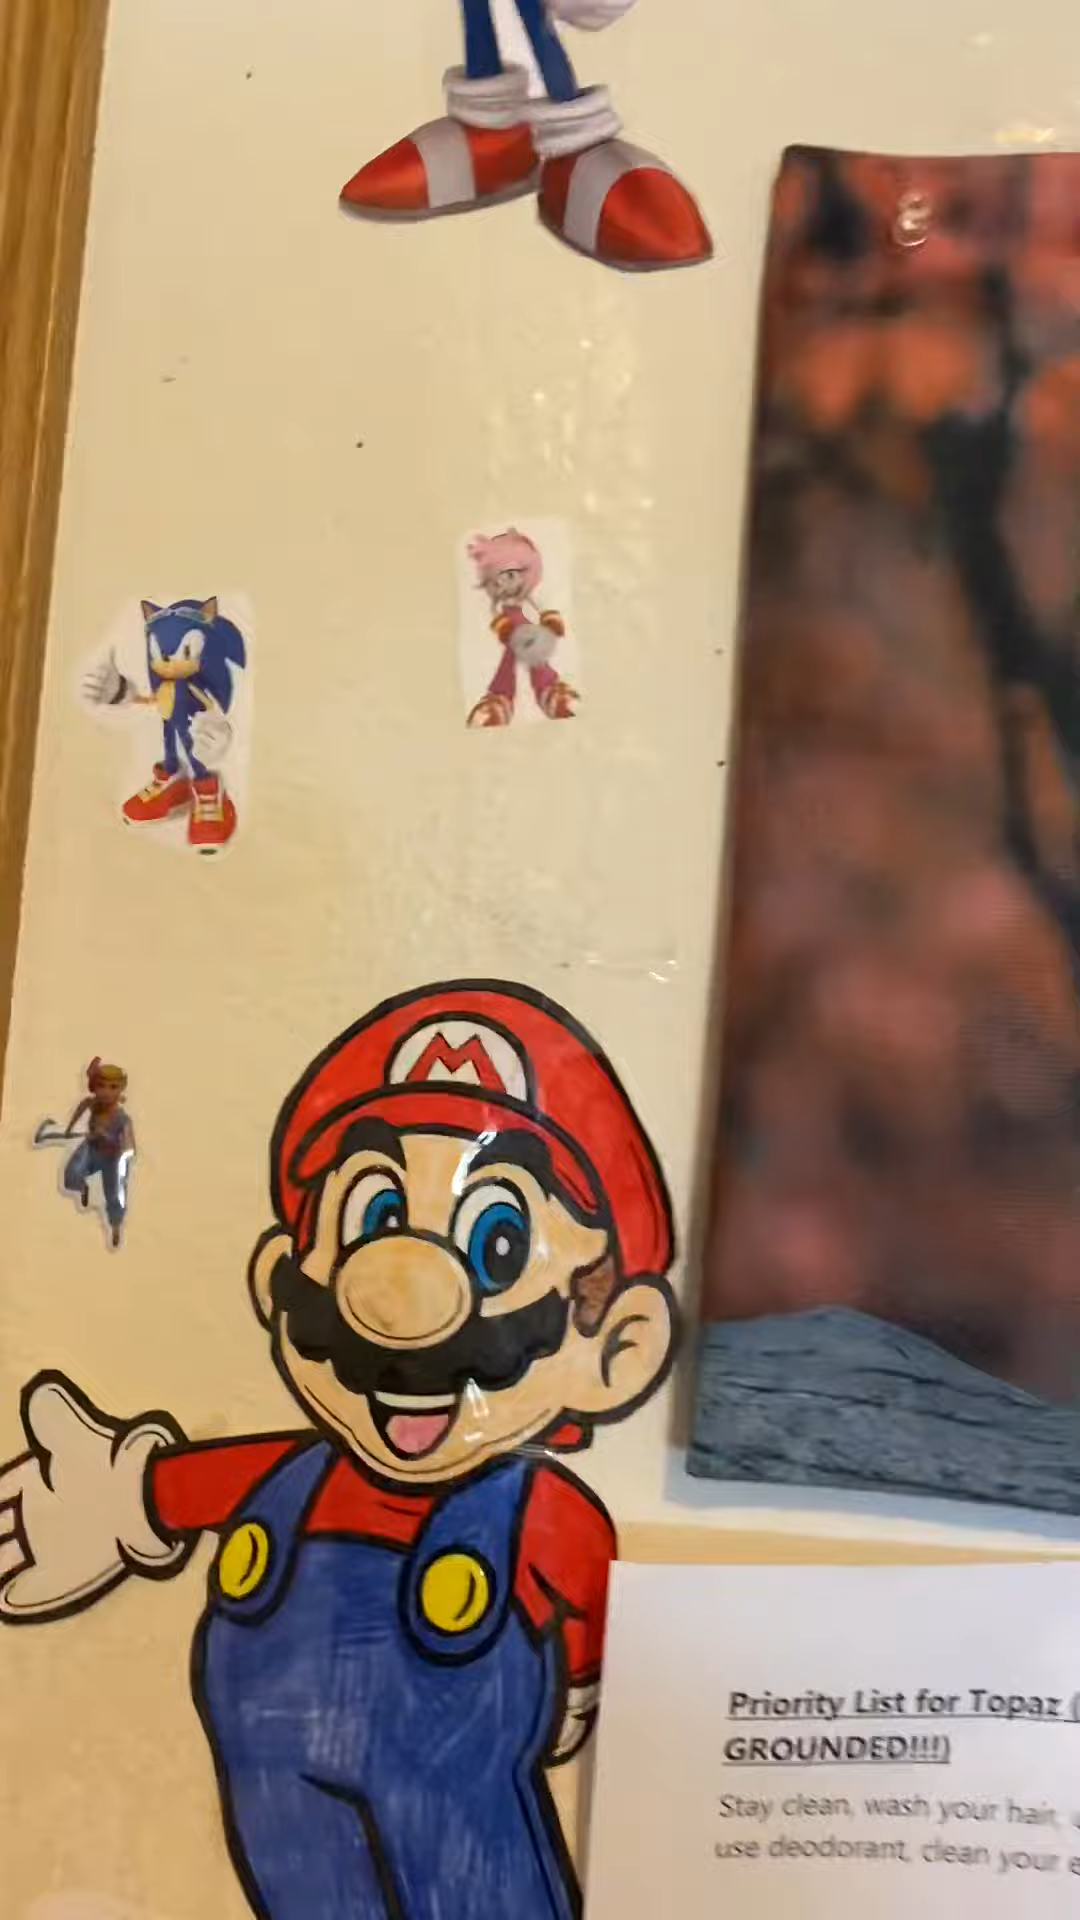 M
Priority List for Topaz (
GROUNDED!!!)
Stay clean, wash your hair,
use deodorant, clean your